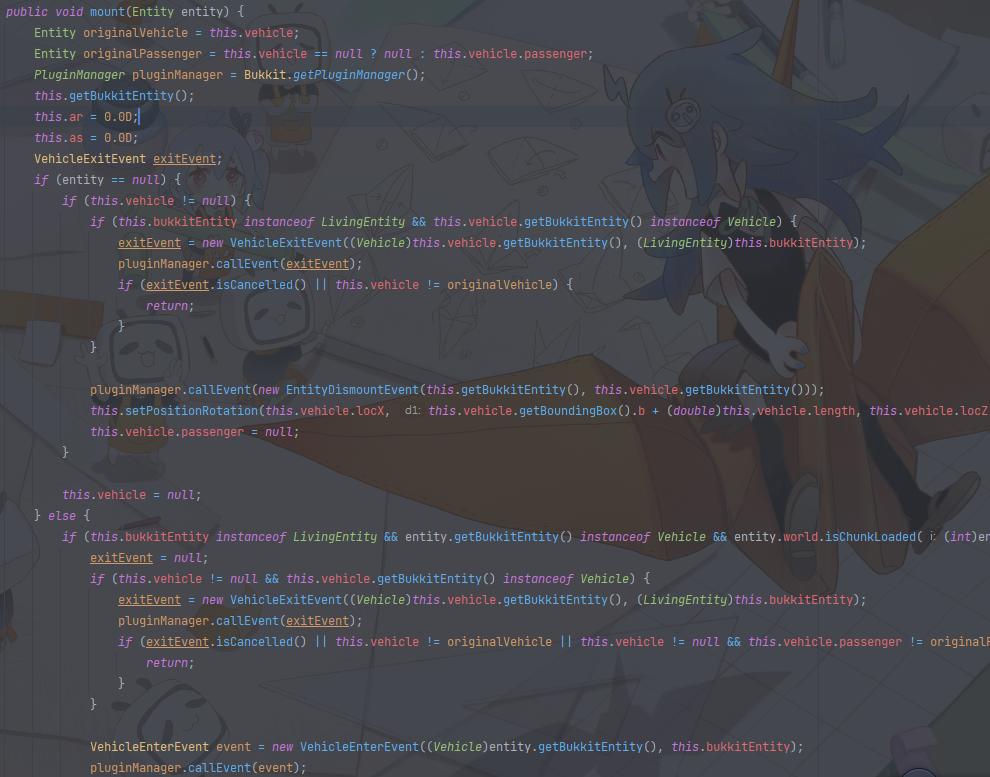 public void mount(Entity entity) {
    Entity originalVehicle = this.vehicle;
    Entity originalPassenger = this.vehicle == null ? null : this.vehicle.passenger;
    PluginManager pluginManager = Bukkit.getPluginManager();
    this.getBukkitEntity();
    this.ar = 0.0D;
    this.as = 0.0D;
    VehicleExitEvent exitEvent;
    if (entity == null) {
        if (this.vehicle != null) {
            if (this.bukkitEntity instanceof LivingEntity && this.vehicle.getBukkitEntity() instanceof Vehicle) {
                exitEvent = new VehicleExitEvent((Vehicle)this.vehicle.getBukkitEntity(), (LivingEntity)this.bukkitEntity);
                pluginManager.callEvent(exitEvent);
                if (exitEvent.isCancelled() || this.vehicle != originalVehicle) {
                    return;
                }
            }
            pluginManager.callEvent(new EntityDismountEvent(this.getBukkitEntity(), this.vehicle.getBukkitEntity()));
            this.setPositionRotation(this.vehicle.locX, d1: this.vehicle.getBoundingBox().b + (double)this.vehicle.length, this.vehicle.locZ
            this.vehicle.passenger = null;
        }
        this.vehicle = null;
    } else {
        if (this.bukkitEntity instanceof LivingEntity && entity.getBukkitEntity() instanceof Vehicle && entity.world.isChunkLoaded( i: (int)en
            exitEvent = null;
            if (this.vehicle != null && this.vehicle.getBukkitEntity() instanceof Vehicle) {
                exitEvent = new VehicleExitEvent((Vehicle)this.vehicle.getBukkitEntity(), (LivingEntity)this.bukkitEntity);
                pluginManager.callEvent(exitEvent);
                if (exitEvent.isCancelled() || this.vehicle != originalVehicle || this.vehicle != null && this.vehicle.passenger != originalP
                    return;
                }
            }
            VehicleEnterEvent event = new VehicleEnterEvent((Vehicle)entity.getBukkitEntity(), this.bukkitEntity);
            pluginManager.callEvent(event);